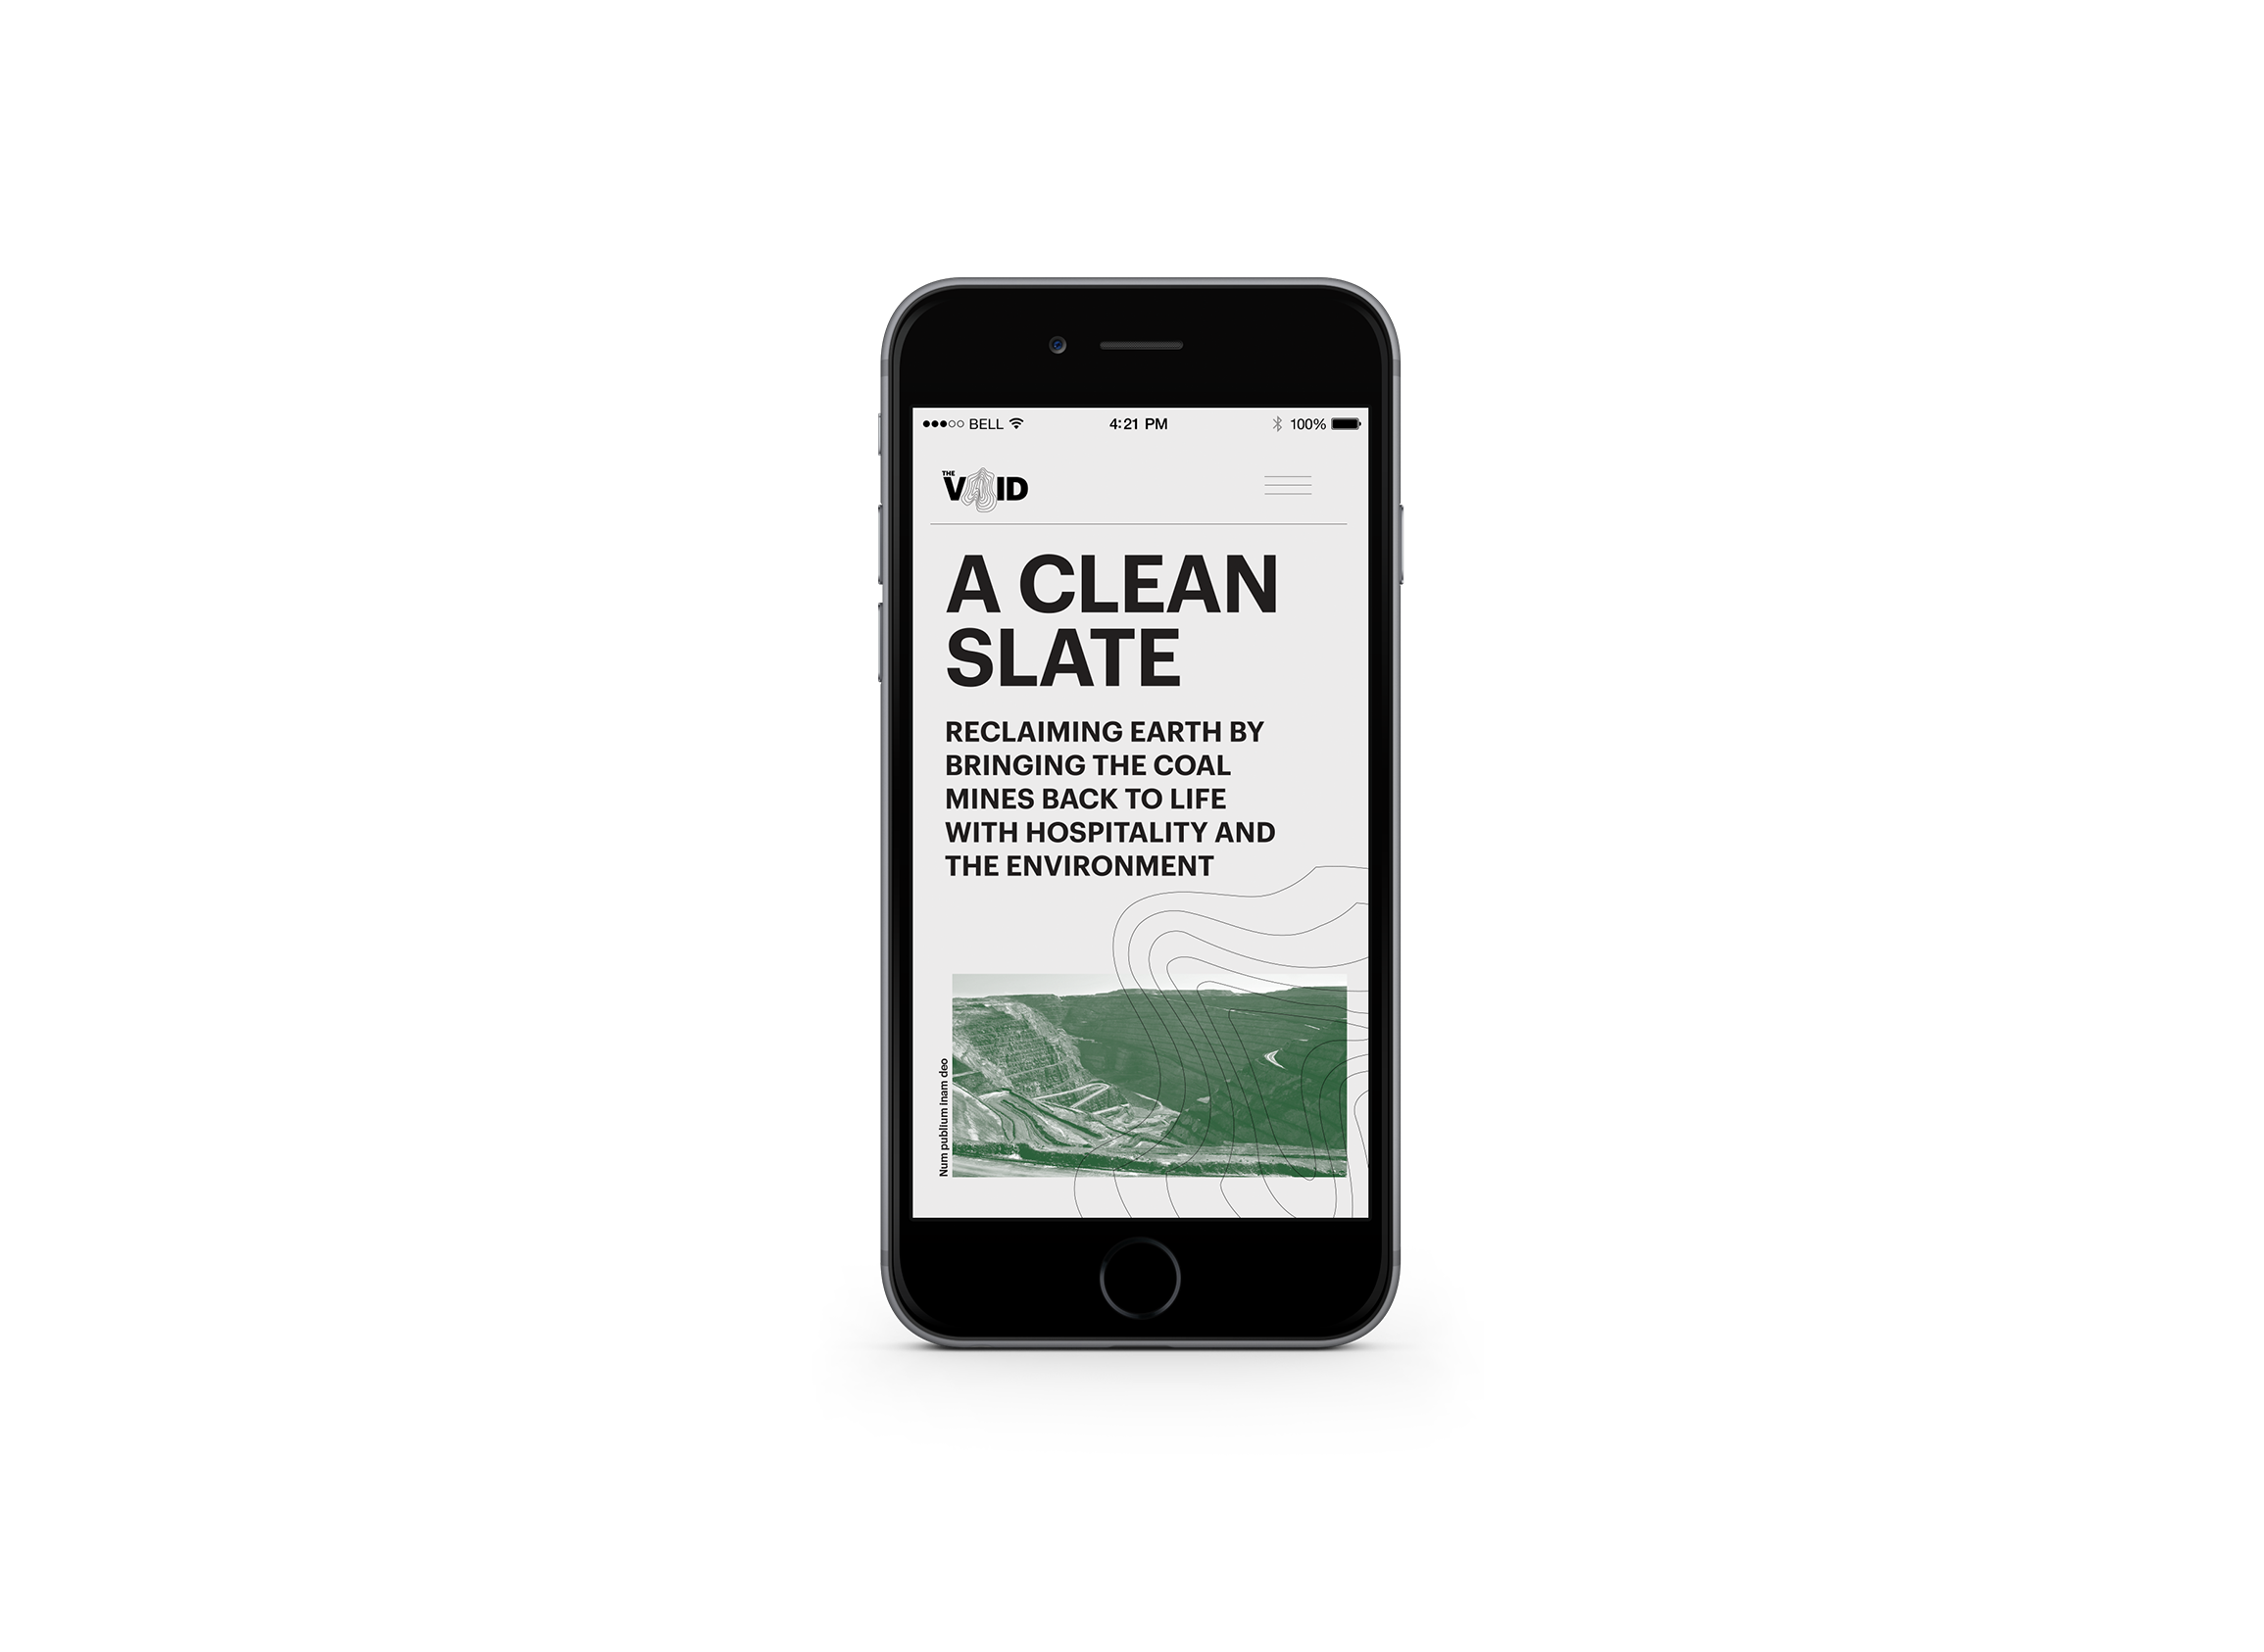 BELL
4:21 PM
100%
THE
VOID
A CLEAN
SLATE
RECLAIMING EARTH BY
BRINGING THE COAL
MINES BACK TO LIFE
WITH HOSPITALITY AND
THE ENVIRONMENT
Num publium inam deo